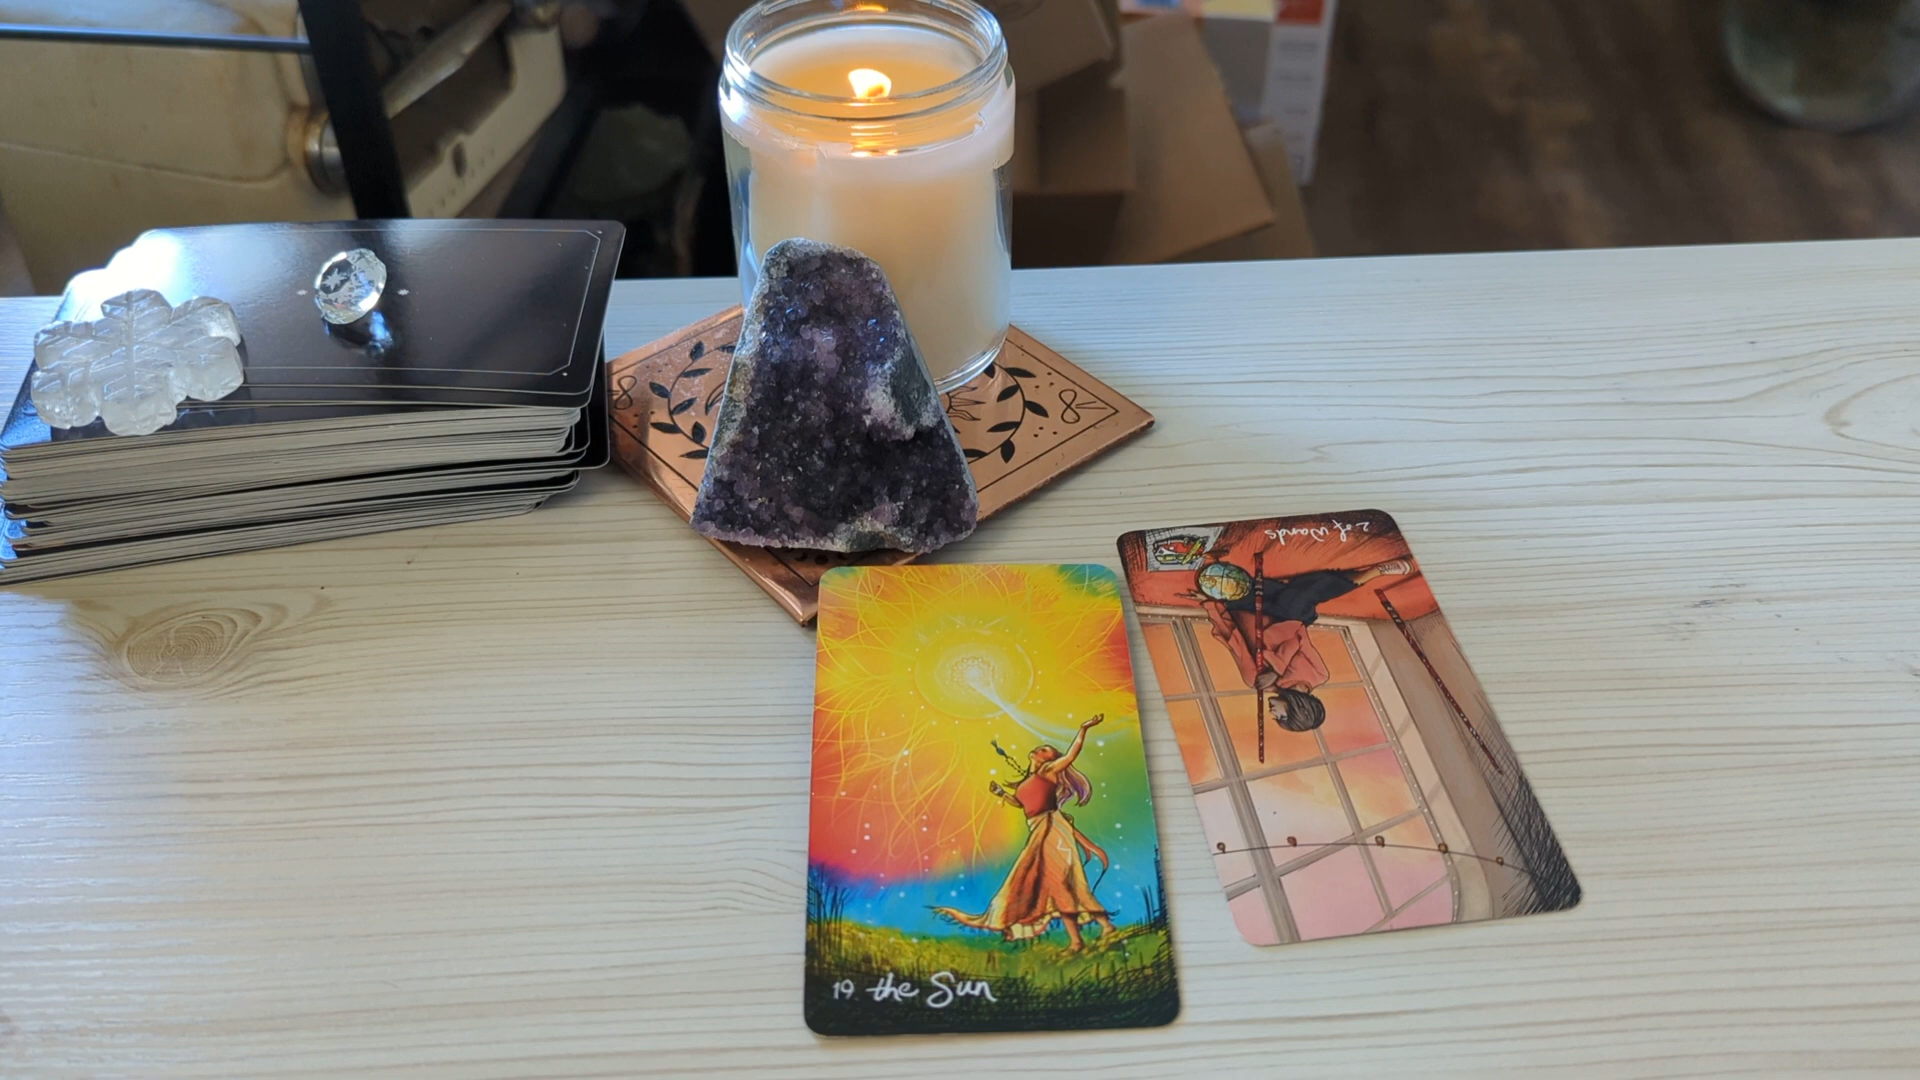 2 of wands
19 the Sun